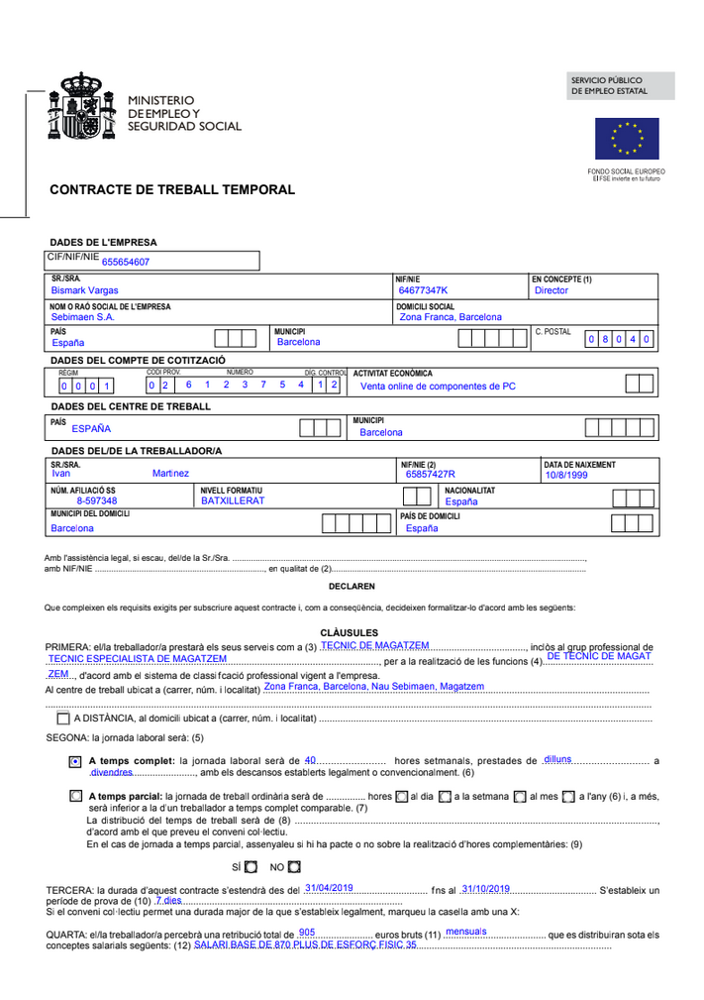 SERVICIO PÚBLICO
DE EMPLEO ESTATAL
MINISTERIO
DE EMPLEO Y
SEGURIDAD SOCIAL
FONDO SOCIAL EUROPEO
El FSE invierte en tu futuro
CONTRACTE DE TREBALL TEMPORAL
DADES DE L'EMPRESA
CIF/NIF/NIE 655654607
SR./SRA. NIF/NIE EN CONCEPTE (1)
Bismark Vargas 64677347K Director
NOM O RAÓ SOCIAL DE L'EMPRESA DOMICILI SOCIAL
Sebimaen S.A. Zona Franca, Barcelona
PAÍS MUNICIPI C. POSTAL
España Barcelona 0 8 0 4 0
DADES DEL COMPTE DE COTITZACIÓ
RÈGIM CODI PROV. NÚMERO DÍG. CONTROL ACTIVITAT ECONÒMICA
0 0 0 1 0 2 6 1 2 3 7 5 4 1 2 Venta online de componentes de PC
DADES DEL CENTRE DE TREBALL
PAÍS ESPAÑA MUNICIPI
Barcelona
DADES DEL/DE LA TREBALLADOR/A
SR./SRA. NIF/NIE (2) DATA DE NAIXEMENT
Ivan Martinez 65857427R 10/8/1999
NÚM. AFILIACIÓ SS NIVELL FORMATIU NACIONALITAT
8-597348 BATXILLERAT España
MUNICIPI DEL DOMICILI PAÍS DE DOMICILI
Barcelona España
Amb l'assistència legal, si escau, del/de la Sr./Sra. ..........,
amb NIF/NIE .........., en qualitat de (2)..........
DECLAREN
Que compleixen els requisits exigits per subscriure aquest contracte i, com a conseqüència, decideixen formalitzar-lo d'acord amb les següents:
CLÀUSULES
PRIMERA: el/la treballador/a prestarà els seus serveis com a (3) TECNIC DE MAGATZEM.........., inclòs al grup professional de
TECNIC ESPECIALISTA DE MAGATZEM.........., per a la realització de les funcions (4) DE TECNIC DE MAGAT
ZEM...., d'acord amb el sistema de classificació professional vigent a l'empresa.
Al centre de treball ubicat a (carrer, núm. i localitat) Zona Franca, Barcelona, Nau Sebimaen, Magatzem
A DISTÀNCIA, al domicili ubicat a (carrer, núm. i localitat) ..........
SEGONA: la jornada laboral serà: (5)
A temps complet: la jornada laboral serà de 40.......... hores setmanals, prestades de dilluns.......... a
divendres.........., amb els descansos establerts legalment o convencionalment. (6)
A temps parcial: la jornada de treball ordinària serà de .......... hores al dia a la setmana al mes a l'any (6) i, a més,
serà inferior a la d'un treballador a temps complet comparable. (7)
La distribució del temps de treball serà de (8) ..........,
d'acord amb el que preveu el conveni col·lectiu.
En el cas de jornada a temps parcial, assenyaleu si hi ha pacte o no sobre la realització d'hores complementàries: (9)
SÍ NO
TERCERA: la durada d'aquest contracte s'estendrà des del 31/04/2019.......... fins al 31/10/2019.......... S'estableix un
període de prova de (10) 7 dies..........
Si el conveni col·lectiu permet una durada major de la que s'estableix legalment, marqueu la casella amb una X:
QUARTA: el/la treballador/a percebrà una retribució total de 905.......... euros bruts (11) mensuals.......... que es distribuiran sota els
conceptes salarials següents: (12) SALARI BASE DE 870 PLUS DE ESFORÇ FISIC 35..........